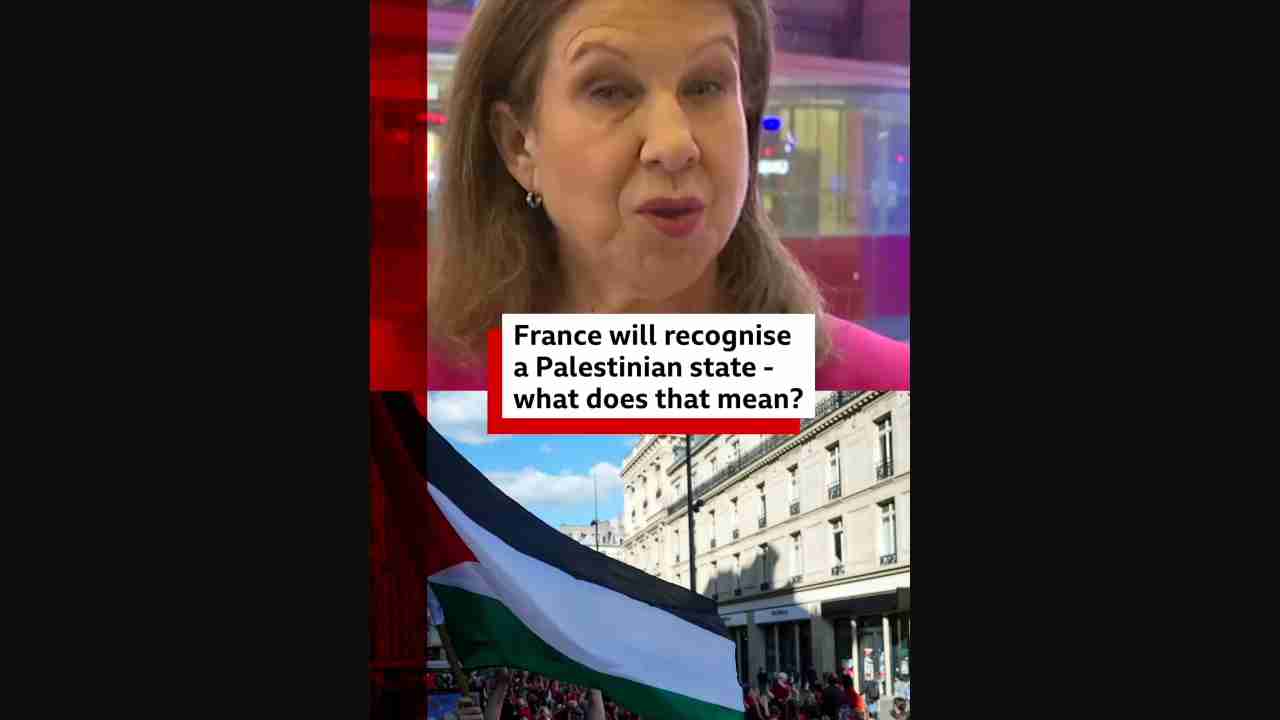 France will recognise
a Palestinian state -
what does that mean?